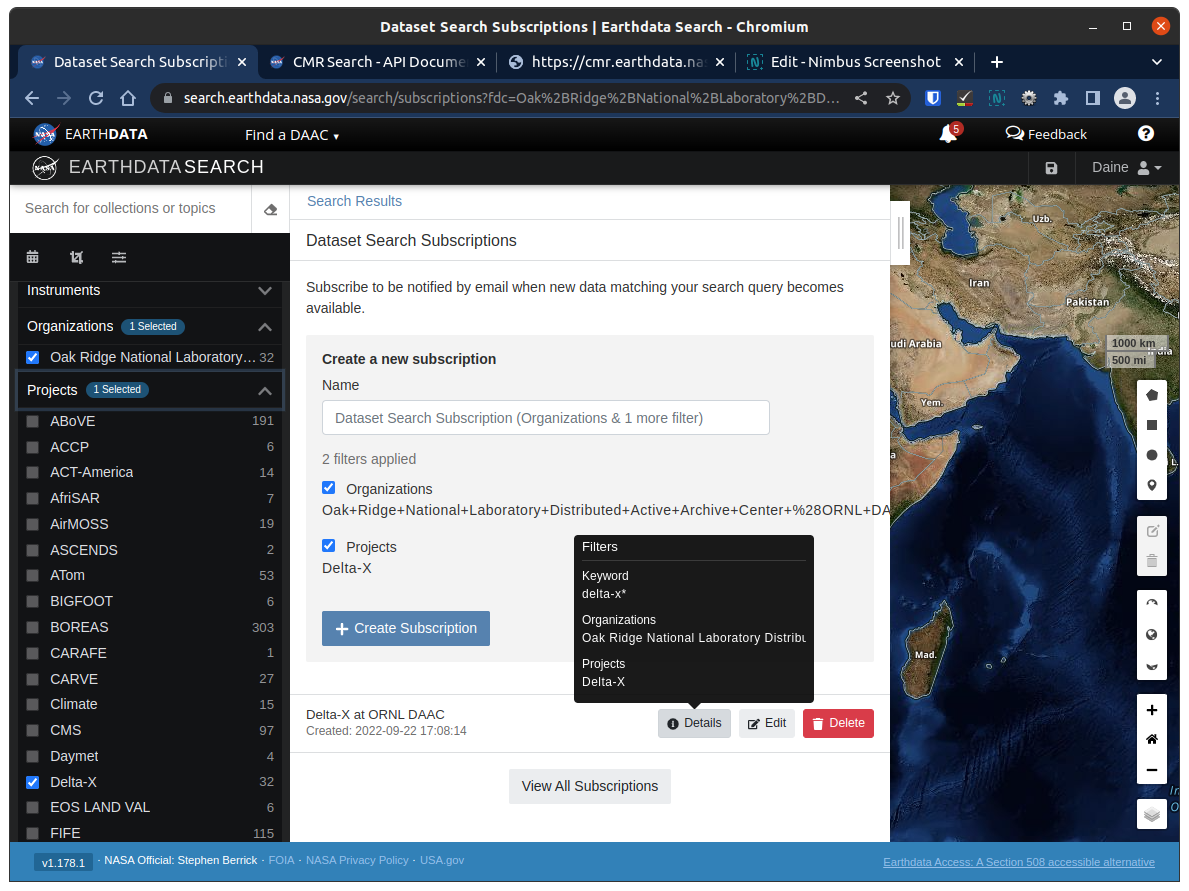 Dataset Search Subscriptions | Earthdata Search - Chromium
Dataset Search Subscripti
CMR Search - API Docume
https://cmr.earthdata.na
Edit - Nimbus Screenshot
search.earthdata.nasa.gov/search/subscriptions?fdc=Oak%2BRidge%2BNational%2BLaboratory%2BD...
EARTHDATA
Find a DAAC
5
Feedback
EARTHDATA SEARCH
Daine
Search for collections or topics
Instruments
Organizations 1 Selected
Oak Ridge National Laboratory... 32
Projects 1 Selected
ABoVE 191
ACCP 6
ACT-America 14
AfriSAR 7
AirMOSS 19
ASCENDS 2
ATom 53
BIGFOOT 6
BOREAS 303
CARAFE 1
CARVE 27
Climate 15
CMS 97
Daymet 4
Delta-X 32
EOS LAND VAL 6
FIFE 115
Search Results
Dataset Search Subscriptions
Subscribe to be notified by email when new data matching your search query becomes
available.
Create a new subscription
Name
Dataset Search Subscription (Organizations & 1 more filter)
2 filters applied
Organizations
Oak+Ridge+National+Laboratory+Distributed+Active+Archive+Center+%28ORNL+DA
Projects
Delta-X
Create Subscription
Filters
Keyword
delta-x*
Organizations
Oak Ridge National Laboratory Distribu
Projects
Delta-X
Delta-X at ORNL DAAC
Created: 2022-09-22 17:08:14
Details
Edit
Delete
View All Subscriptions
Uzb.
Iran
Pakistan
udi Arabia
1000 km
500 mi
Yem.
Mad.
v1.178.1 · NASA Official: Stephen Berrick · FOIA · NASA Privacy Policy · USA.gov
Earthdata Access: A Section 508 accessible alternative